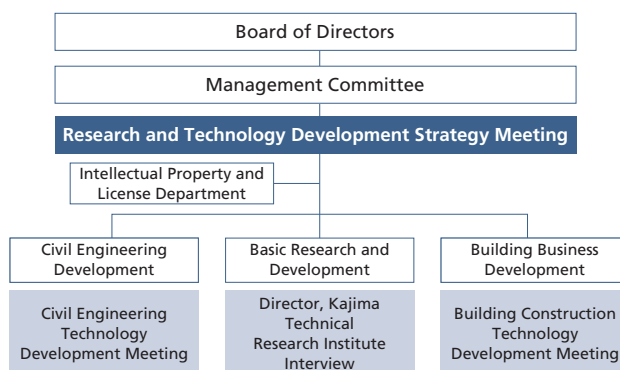 Board of Directors
Management Committee
Research and Technology Development Strategy Meeting
Intellectual Property and
License Department
Civil Engineering
Development
Civil Engineering
Technology
Development Meeting
Basic Research and
Development
Director, Kajima
Technical
Research Institute
Interview
Building Business
Development
Building Construction
Technology
Development Meeting